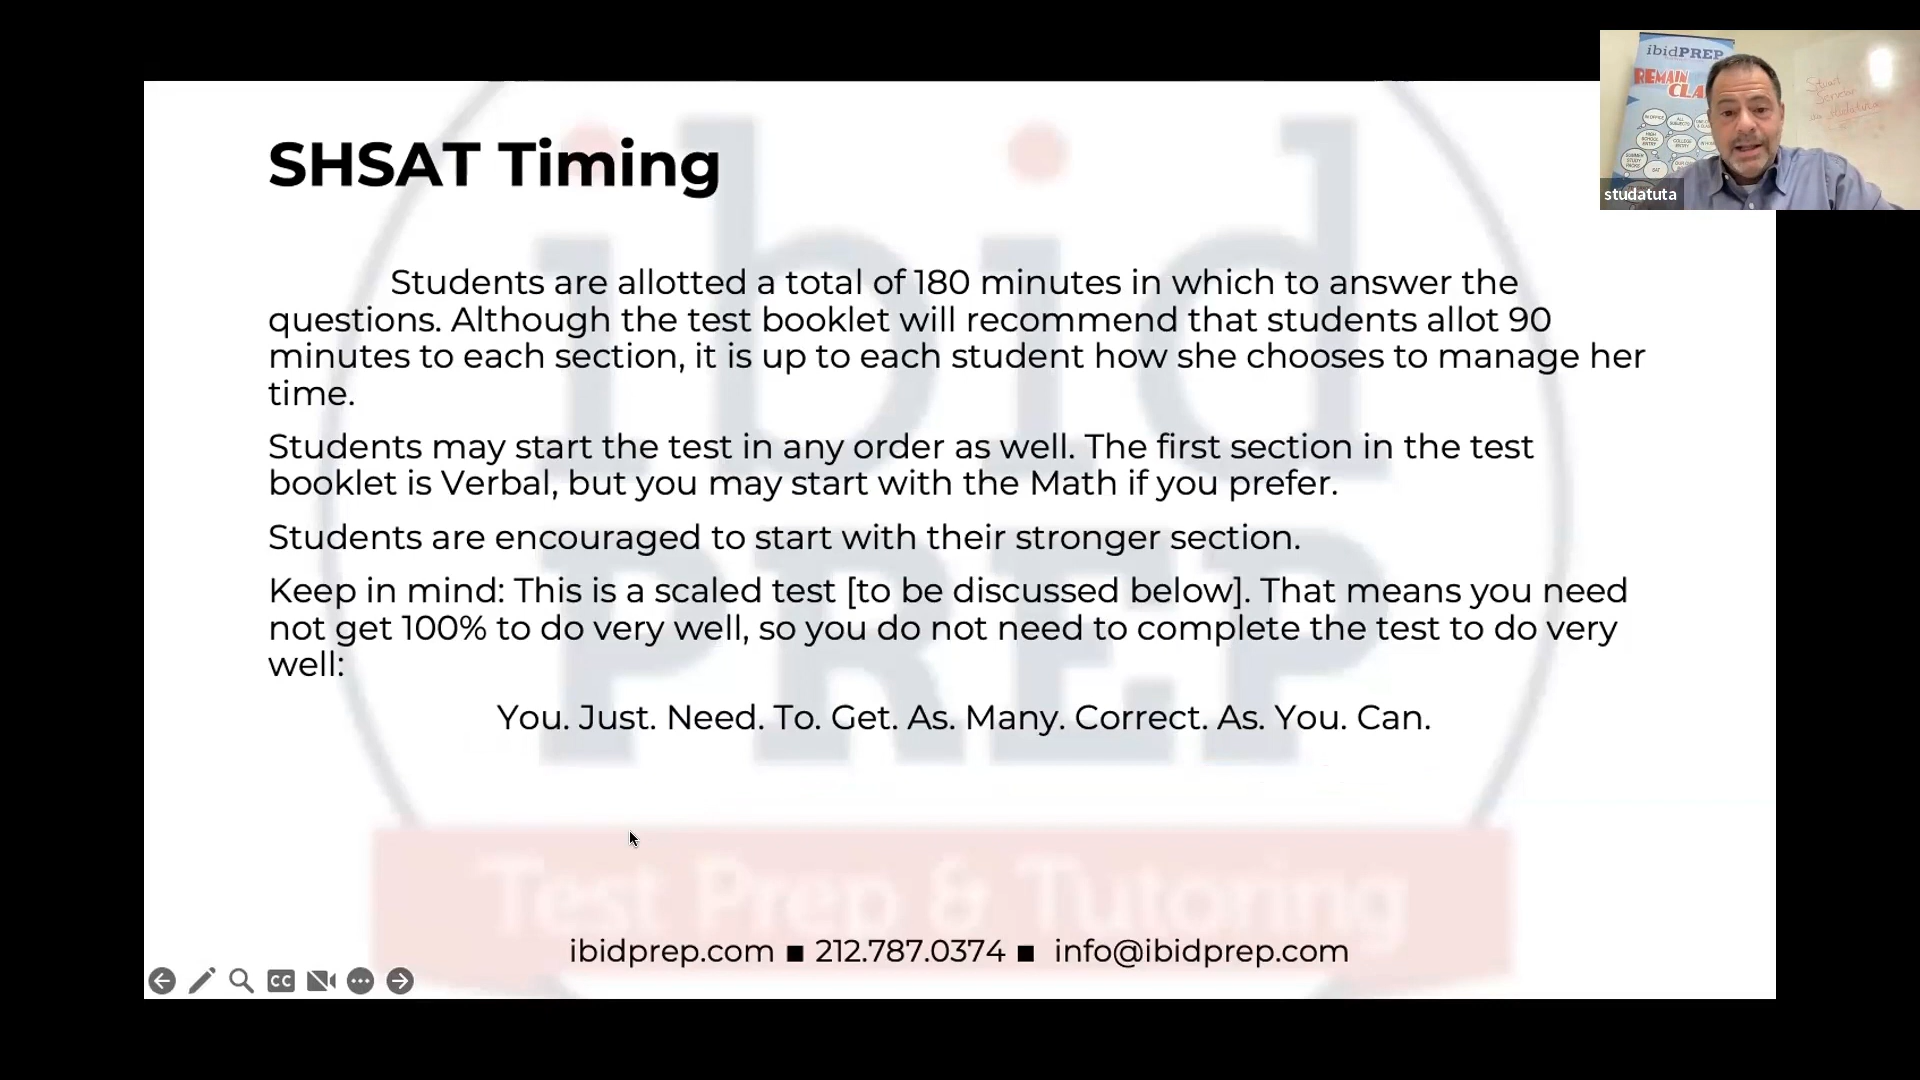 SHSAT Timing
Students are allotted a total of 180 minutes in which to answer the
questions. Although the test booklet will recommend that students allot 90
minutes to each section, it is up to each student how she chooses to manage her
time.
Students may start the test in any order as well. The first section in the test
booklet is Verbal, but you may start with the Math if you prefer.
Students are encouraged to start with their stronger section.
Keep in mind: This is a scaled test [to be discussed below]. That means you need
not get 100% to do very well, so you do not need to complete the test to do very
well:
You. Just. Need. To. Get. As. Many. Correct. As. You. Can.
ibidprep.com ■ 212.787.0374 ■ info@ibidprep.com
ibid
PREP
Test Prep & Tutoring
CC
ibidPREP
REMAIN
studatuta